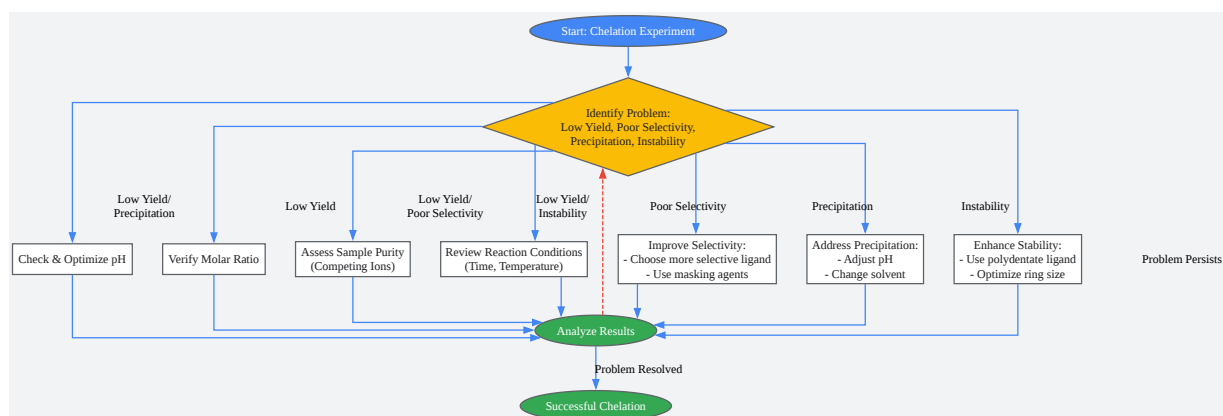 Start: Chelation Experiment
Identify Problem:
Low Yield, Poor Selectivity,
Precipitation, Instability
Low Yield/
Precipitation
Low Yield
Low Yield/
Poor Selectivity
Low Yield/
Instability
Poor Selectivity
Precipitation
Instability
Check & Optimize pH
Verify Molar Ratio
Assess Sample Purity
(Competing Ions)
Review Reaction Conditions
(Time, Temperature)
Improve Selectivity:
- Choose more selective ligand
- Use masking agents
Address Precipitation:
- Adjust pH
- Change solvent
Enhance Stability:
- Use polydentate ligand
- Optimize ring size
Problem Persists
Analyze Results
Problem Resolved
Successful Chelation